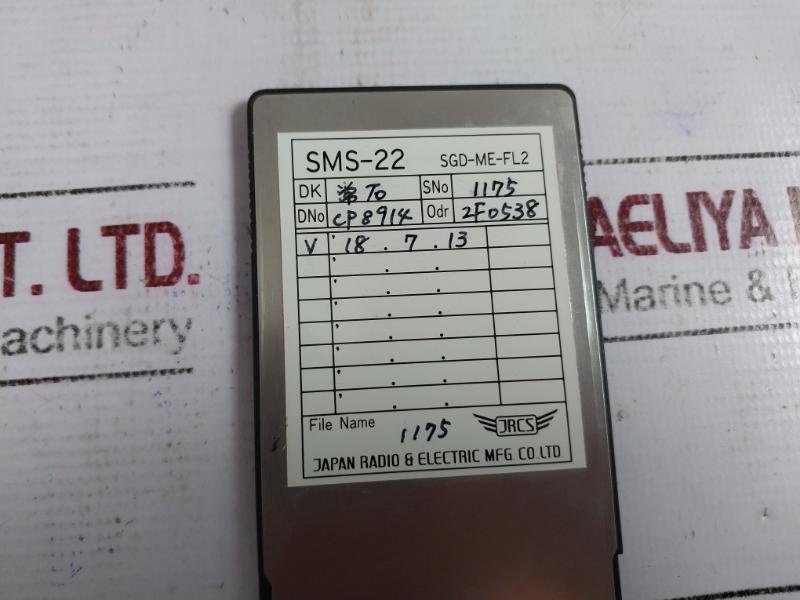 SMS-22 SGD-ME-FL2
DK To SNo 1175
DNo CP8914 Odr 2F0538
V '18 . 7 . 13
File Name 1175 JRCS
JAPAN RADIO & ELECTRIC MFG. CO.,LTD
T. LTD.
achinery
AELIYA
Marine &